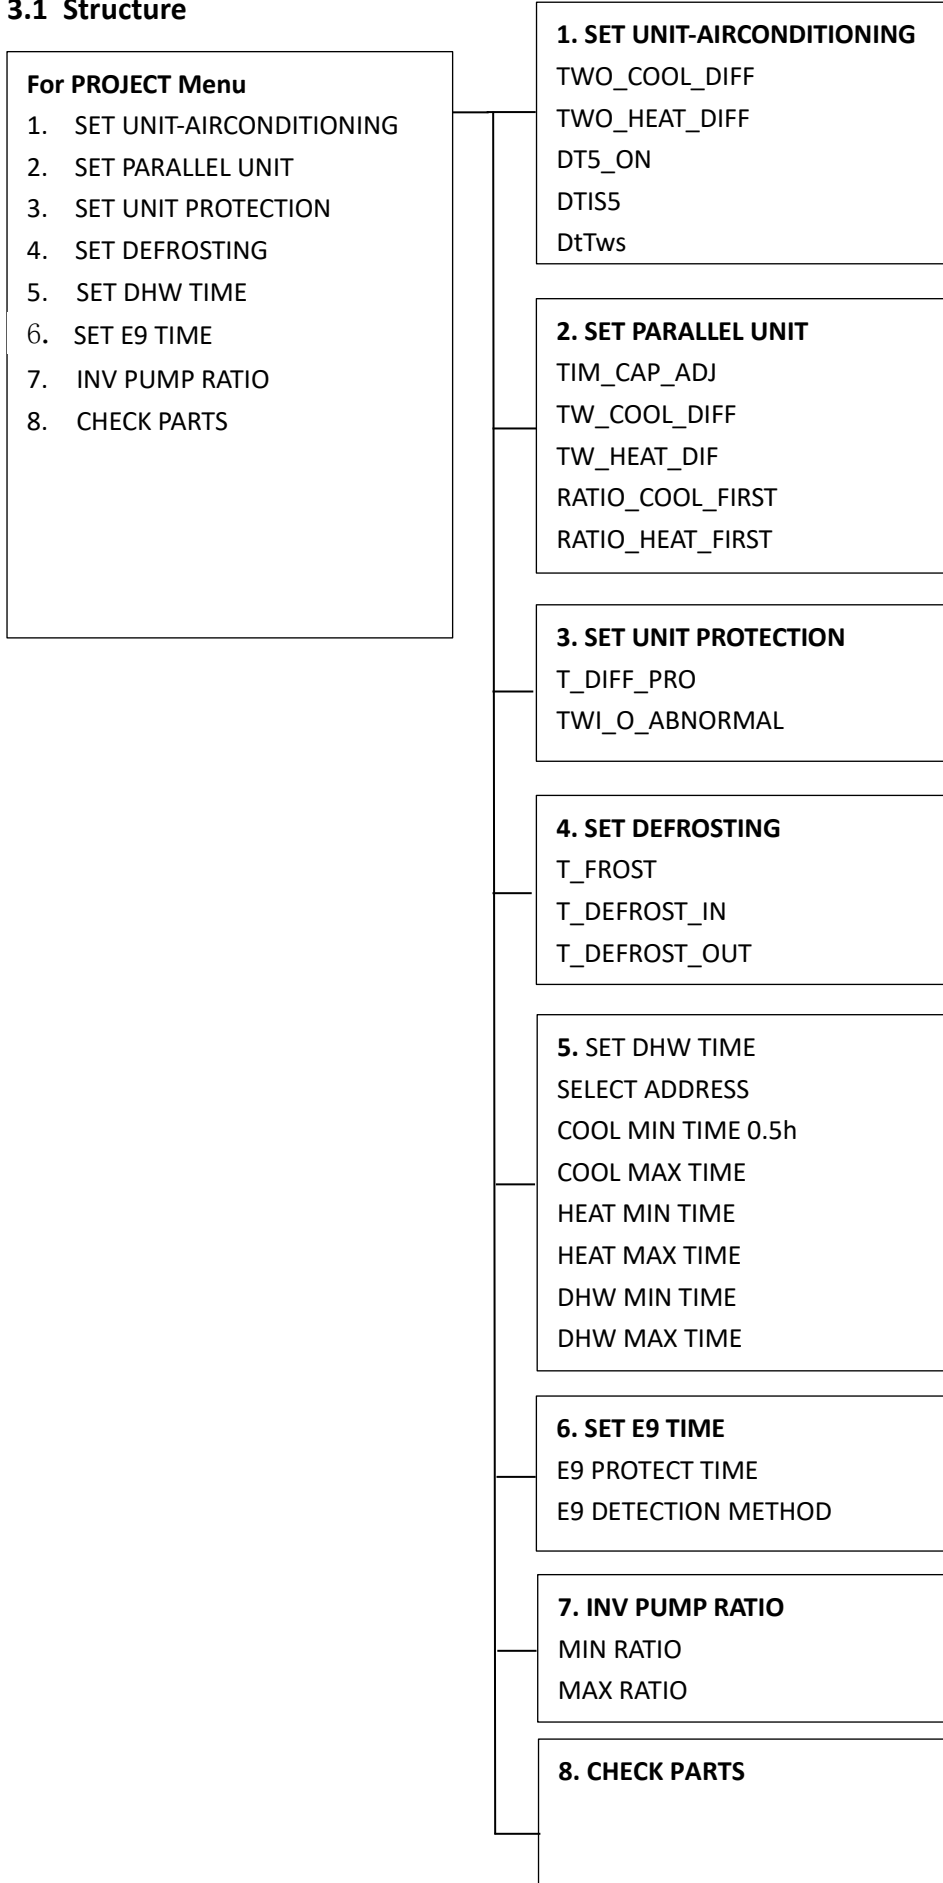 3.1 Structure
For PROJECT Menu
1. SET UNIT-AIRCONDITIONING
2. SET PARALLEL UNIT
3. SET UNIT PROTECTION
4. SET DEFROSTING
5. SET DHW TIME
6. SET E9 TIME
7. INV PUMP RATIO
8. CHECK PARTS
1. SET UNIT-AIRCONDITIONING
TWO_COOL_DIFF
TWO_HEAT_DIFF
DT5_ON
DTIS5
DtTws
2. SET PARALLEL UNIT
TIM_CAP_ADJ
TW_COOL_DIFF
TW_HEAT_DIF
RATIO_COOL_FIRST
RATIO_HEAT_FIRST
3. SET UNIT PROTECTION
T_DIFF_PRO
TWI_O_ABNORMAL
4. SET DEFROSTING
T_FROST
T_DEFROST_IN
T_DEFROST_OUT
5. SET DHW TIME
SELECT ADDRESS
COOL MIN TIME 0.5h
COOL MAX TIME
HEAT MIN TIME
HEAT MAX TIME
DHW MIN TIME
DHW MAX TIME
6. SET E9 TIME
E9 PROTECT TIME
E9 DETECTION METHOD
7. INV PUMP RATIO
MIN RATIO
MAX RATIO
8. CHECK PARTS